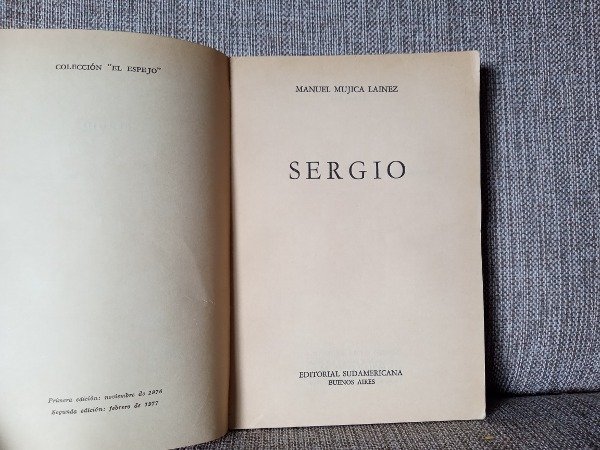 COLECCIÓN "EL ESPEJO"
Primera edición: noviembre de 1976
Segunda edición: febrero de 1977
MANUEL MUJICA LAINEZ
SERGIO
EDITORIAL SUDAMERICANA
BUENOS AIRES